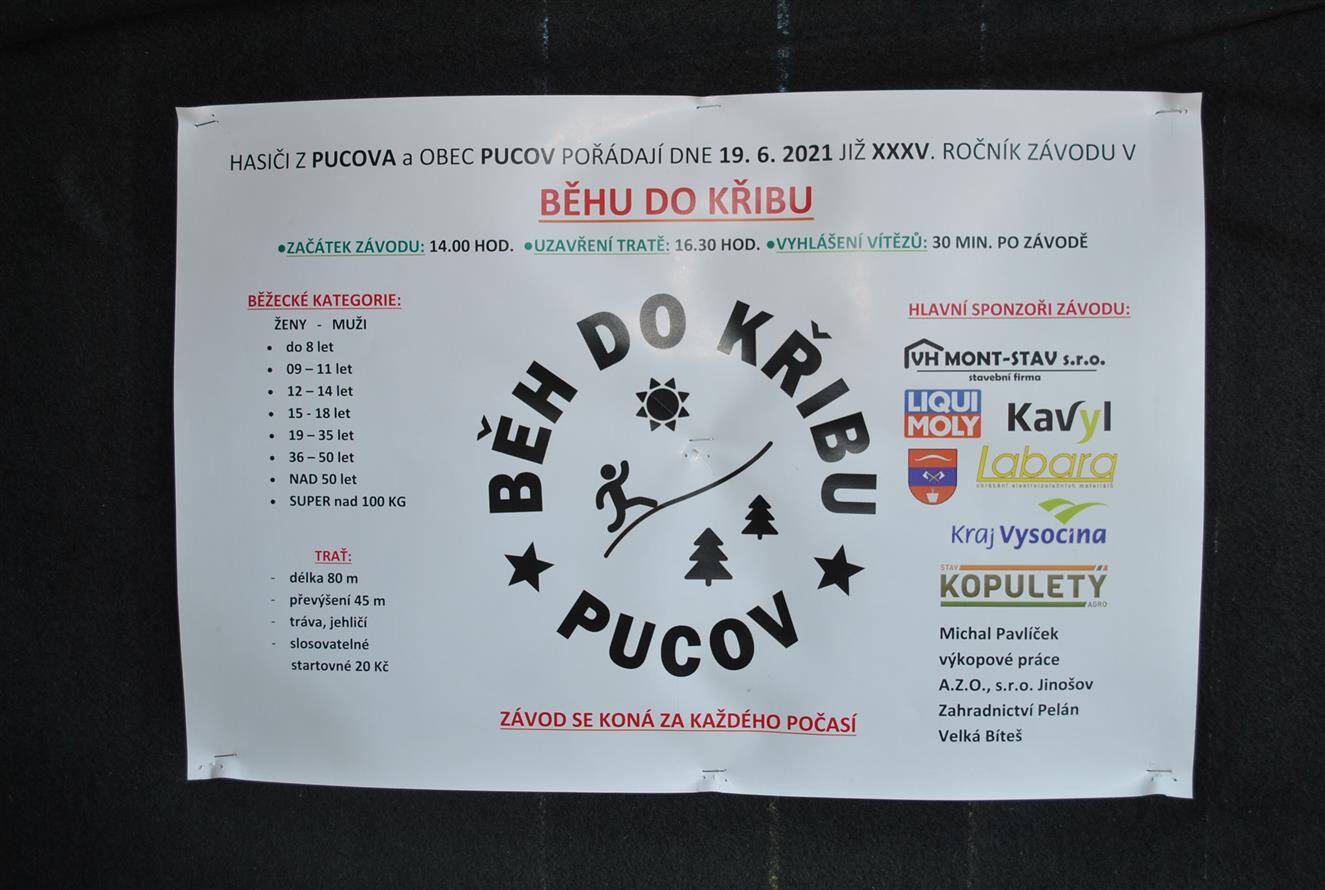 HASIČI Z PUCOVA a OBEC PUCOV POŘÁDAJÍ DNE 19. 6. 2021 JIŽ XXXV. ROČNÍK ZÁVODU V
BĚHU DO KŘIBU
•ZAČÁTEK ZÁVODU: 14.00 HOD. •UZAVŘENÍ TRATĚ: 16.30 HOD. •VYHLÁŠENÍ VÍTĚZŮ: 30 MIN. PO ZÁVODĚ
BĚŽECKÉ KATEGORIE:
ŽENY - MUŽI
• do 8 let
• 09 – 11 let
• 12 – 14 let
• 15 - 18 let
• 19 – 35 let
• 36 – 50 let
• NAD 50 let
• SUPER nad 100 KG
TRAŤ:
- délka 80 m
- převýšení 45 m
- tráva, jehličí
- slosovatelné
startovné 20 Kč
BĚH DO KŘIBU
PUCOV
ZÁVOD SE KONÁ ZA KAŽDÉHO POČASÍ
HLAVNÍ SPONZOŘI ZÁVODU:
VH MONT-STAV s.r.o.
stavební firma
LIQUI
MOLY
Kavyl
Labara
obrábění elektroizolačních materiálů
Kraj Vysočina
STAV
KOPULETÝ
AGRO
Michal Pavlíček
výkopové práce
A.Z.O., s.r.o. Jinošov
Zahradnictví Pelán
Velká Bíteš